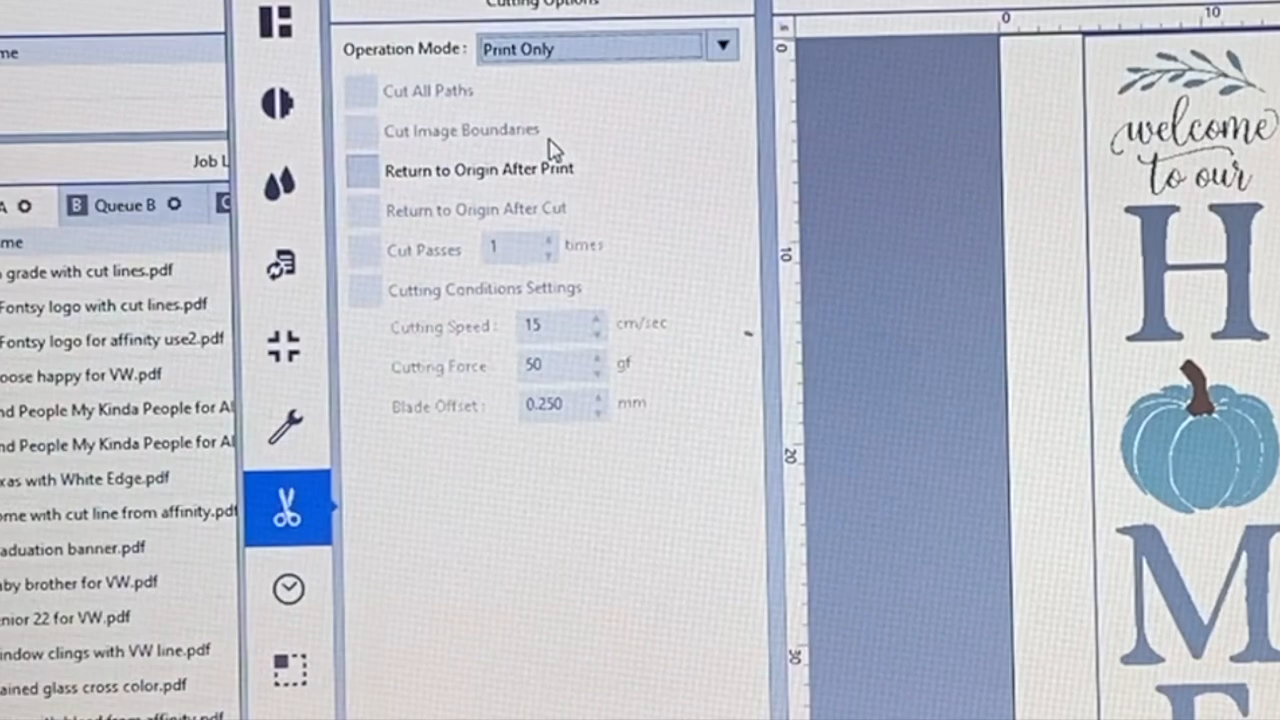 Cutting Options
me
Operation Mode: Print Only
Cut All Paths
Cut Image Boundaries
Return to Origin After Print
Return to Origin After Cut
Cut Passes 1 times
Cutting Conditions Settings
Cutting Speed: 15 cm/sec
Cutting Force 50 gf
Blade Offset: 0.250 mm
Job L
A B Queue B C
me
grade with cut lines.pdf
Fontsy logo with cut lines.pdf
Fontsy logo for affinity use2.pdf
oose happy for VW.pdf
nd People My Kinda People for Al
nd People My Kinda People for Al
xas with White Edge.pdf
ome with cut line from affinity.pdf
aduation banner.pdf
aby brother for VW.pdf
enior 22 for VW.pdf
indow clings with VW line.pdf
ained glass cross color.pdf
0 10
0
10
20
30
welcome
to our
H
M
E